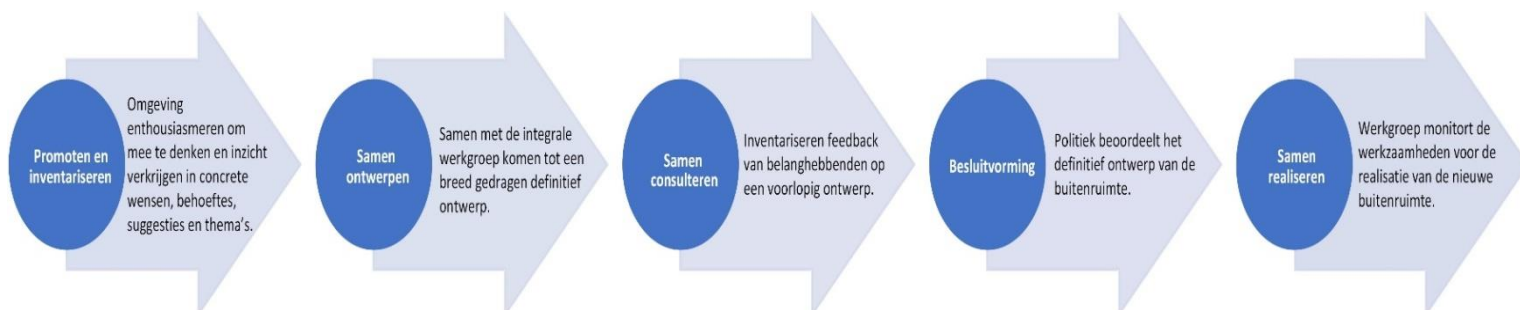 Promoten en
inventariseren
Omgeving
enthousiasmeren om
mee te denken en inzicht
verkrijgen in concrete
wensen, behoeftes,
suggesties en thema's.
Samen
ontwerpen
Samen met de integrale
werkgroep komen tot een
breed gedragen definitief
ontwerp.
Samen
consulteren
Inventariseren feedback
van belanghebbenden op
een voorlopig ontwerp.
Besluitvorming
Politiek beoordeelt het
definitief ontwerp van de
buitenruimte.
Samen
realiseren
Werkgroep monitort de
werkzaamheden voor de
realisatie van de nieuwe
buitenruimte.